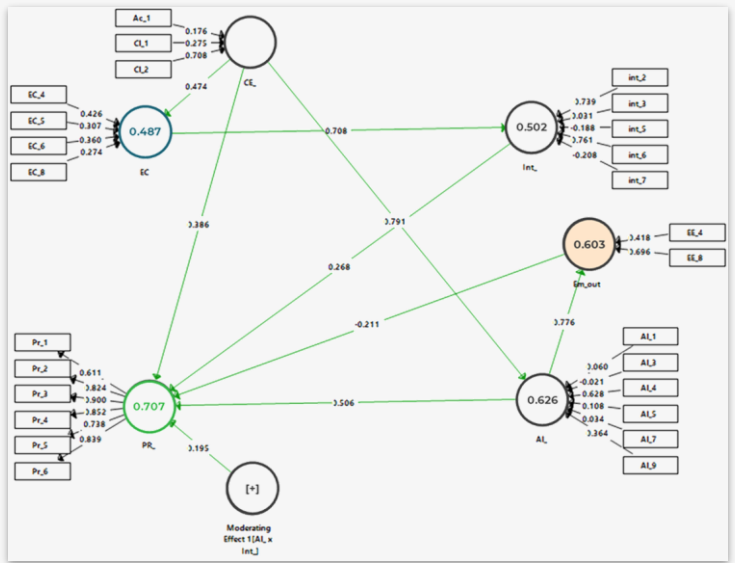 Ac_1
CI_1
CI_2
0.176
0.275
0.708
CE_
0.474
EC_4
EC_5
EC_6
EC_8
0.426
0.307
0.360
0.274
0.487
EC
0.708
0.502
Int_
int_2
int_3
int_5
int_6
int_7
0.739
0.031
-0.188
0.761
-0.208
0.386
0.791
0.268
0.603
Em_out
EE_4
EE_8
0.418
0.696
-0.211
0.776
Pr_1
Pr_2
Pr_3
Pr_4
Pr_5
Pr_6
0.611
0.824
0.900
0.852
0.738
0.839
0.707
PR_
0.506
0.626
AI_
AI_1
AI_3
AI_4
AI_5
AI_7
AI_9
0.060
-0.021
0.628
0.108
0.034
0.364
0.195
[+]
Moderating
Effect 1[AI_ x
Int_]